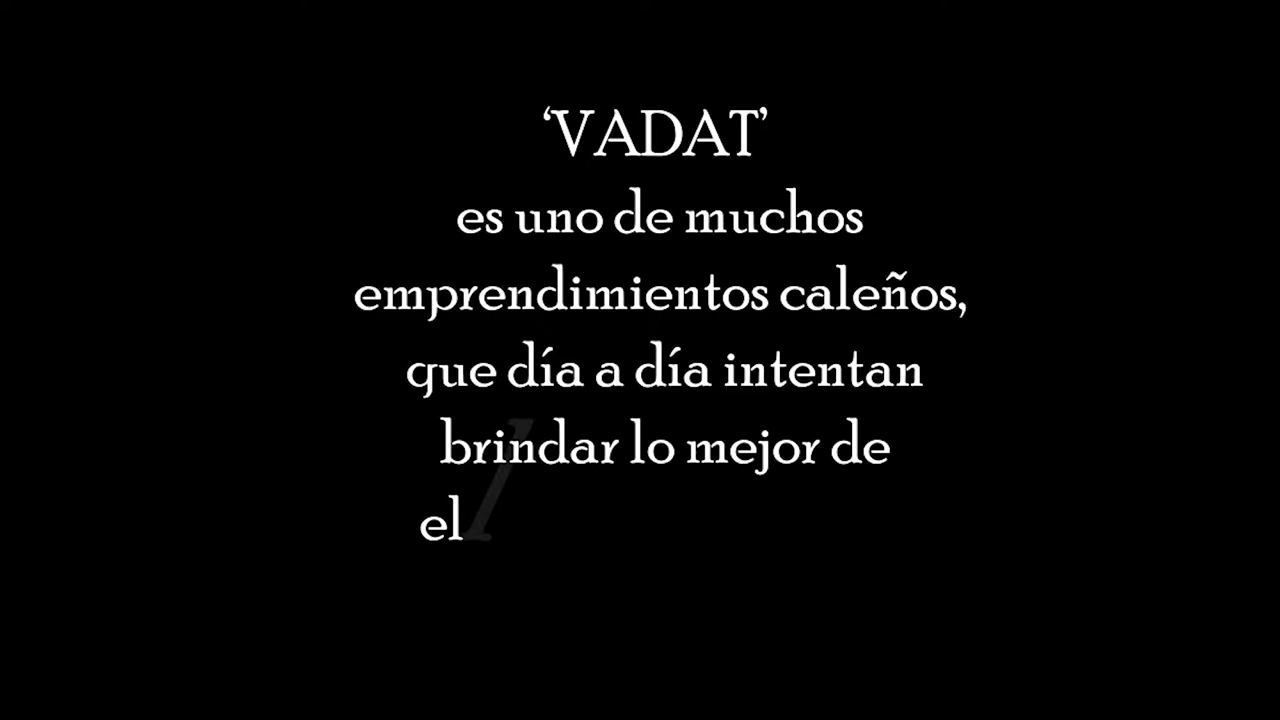 ‘VADAT’
es uno de muchos
emprendimientos caleños,
que día a día intentan
brindar lo mejor de
el l